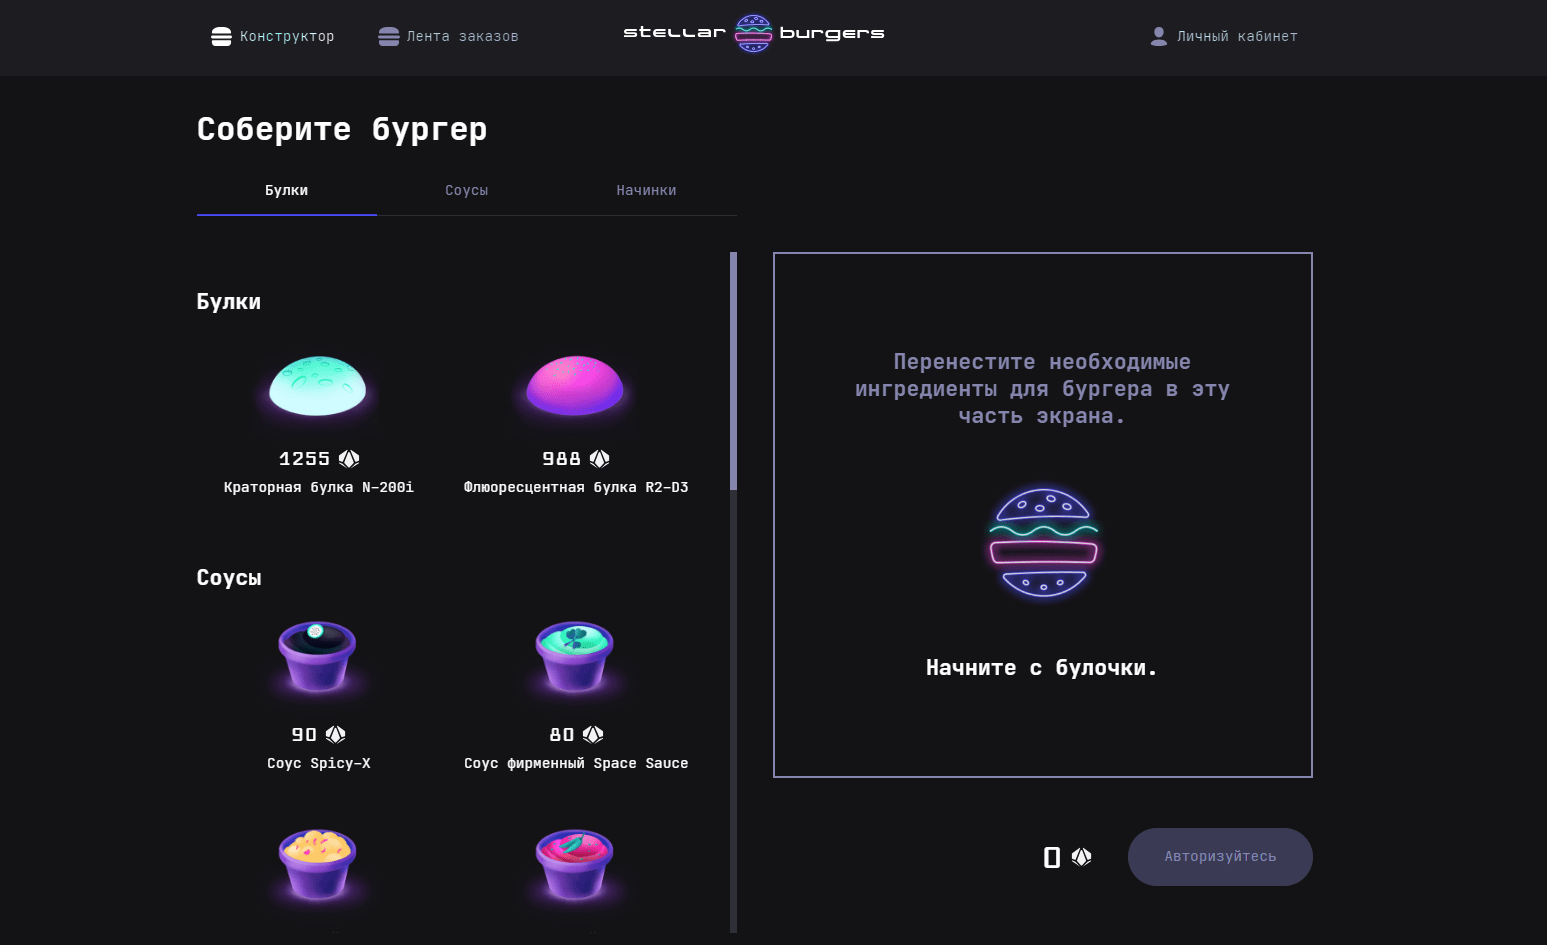 Конструктор
Лента заказов
stellar burgers
Личный кабинет
Соберите бургер
Булки
Соусы
Начинки
Булки
1255
Краторная булка N-200i
988
Флюоресцентная булка R2-D3
Соусы
90
Соус Spicy-X
80
Соус фирменный Space Sauce
Перенестите необходимые
ингредиенты для бургера в эту
часть экрана.
Начните с булочки.
0
Авторизуйтесь